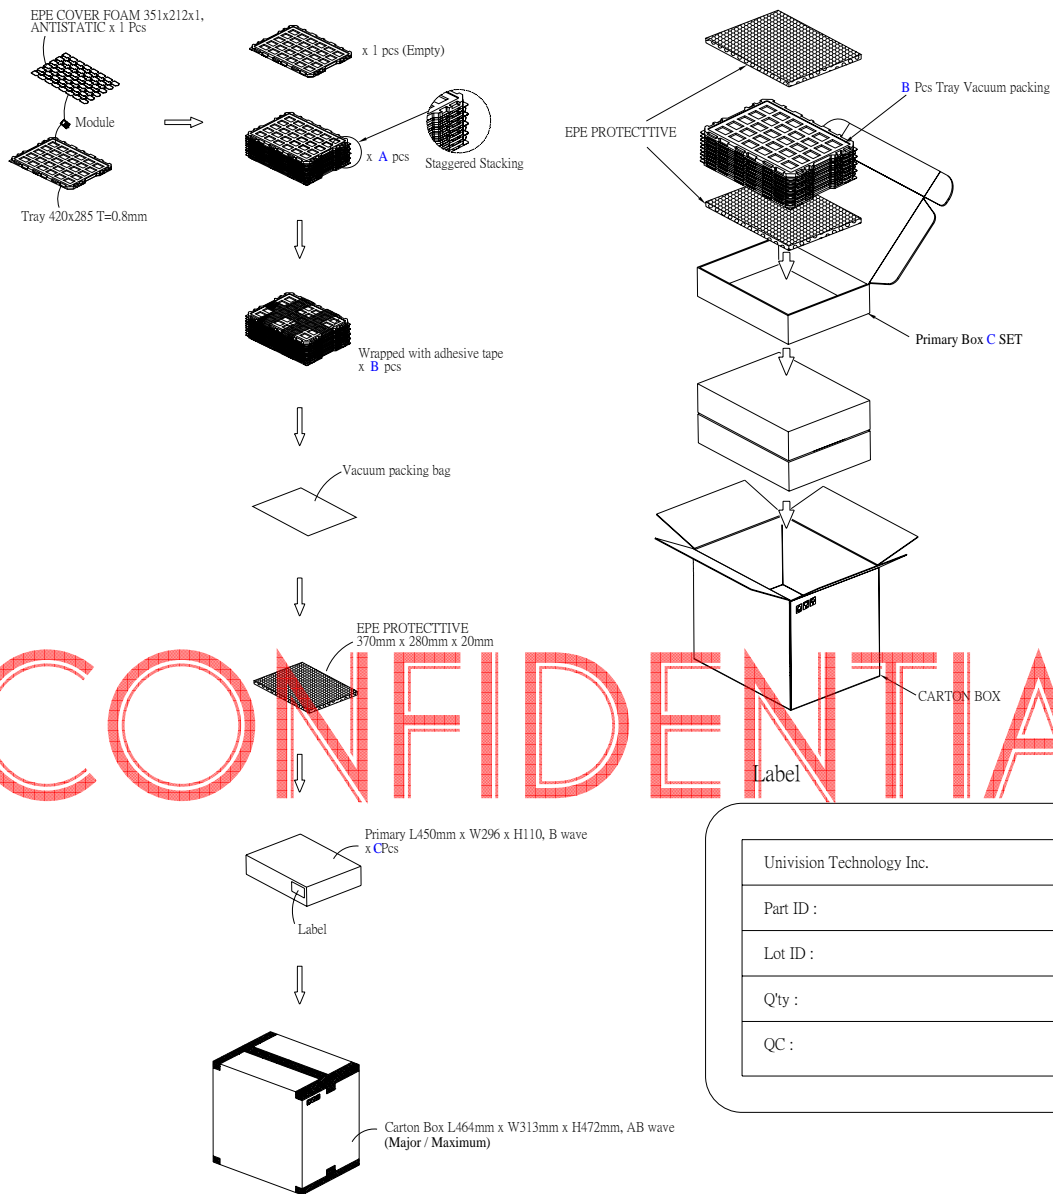 EPE COVER FOAM 351x212x1,
ANTISTATIC x 1 Pcs
Module
Tray 420x285 T=0.8mm
x 1 pcs (Empty)
x A pcs
Staggered Stacking
Wrapped with adhesive tape
x B pcs
Vacuum packing bag
EPE PROTECTTIVE
370mm x 280mm x 20mm
Primary L450mm x W296 x H110, B wave
x C Pcs
Label
Carton Box L464mm x W313mm x H472mm, AB wave
(Major / Maximum)
B Pcs Tray Vacuum packing
EPE PROTECTTIVE
Primary Box C SET
CARTON BOX
CONFIDENTIA
Label
Univision Technology Inc.
Part ID :
Lot ID :
Q'ty :
QC :